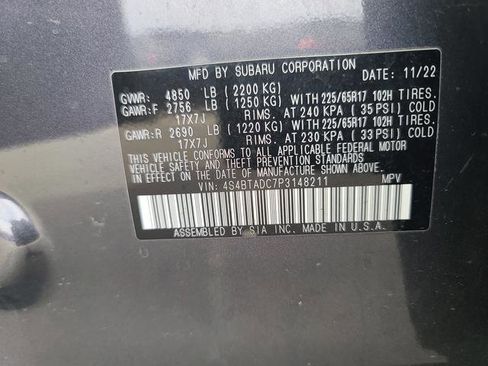 MFD BY SUBARU CORPORATION DATE: 11/22
GVWR: 4850 LB (2200 KG)
GAWR:F 2756 LB (1250 KG) WITH 225/65R17 102H TIRES.
17X7J RIMS. AT 240 KPA (35 PSI) COLD
GAWR:R 2690 LB (1220 KG) WITH 225/65R17 102H TIRES.
17X7J RIMS. AT 230 KPA (33 PSI) COLD
THIS VEHICLE CONFORMS TO ALL APPLICABLE FEDERAL MOTOR
VEHICLE SAFETY AND THEFT PREVENTION STANDARDS
IN EFFECT ON THE DATE OF MANUFACTURE SHOWN ABOVE.
VIN: 4S4BTADC7P3148211 MPV
ASSEMBLED BY SIA INC. MADE IN U.S.A.